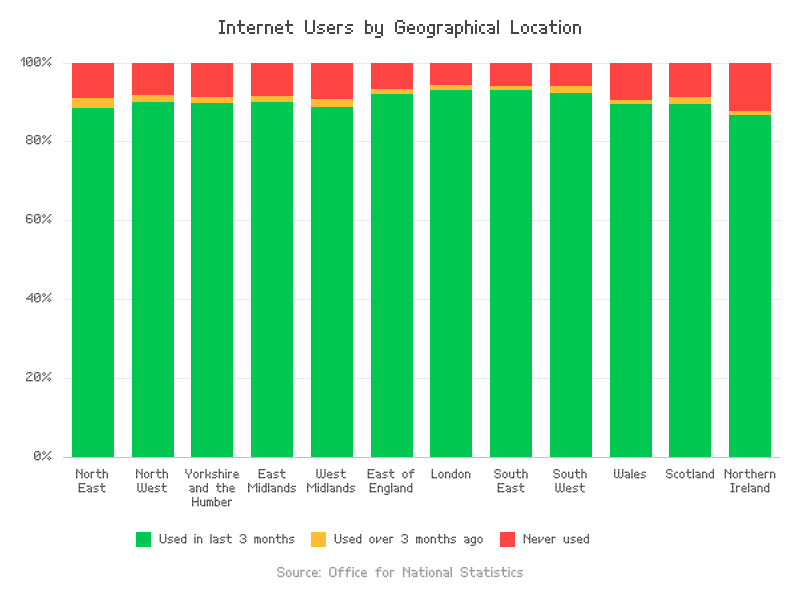 Internet Users by Geographical Location
100%
80%
60%
40%
20%
0%
North East
North West
Yorkshire and the Humber
East Midlands
West Midlands
East of England
London
South East
South West
Wales
Scotland
Northern Ireland
Used in last 3 months
Used over 3 months ago
Never used
Source: Office for National Statistics